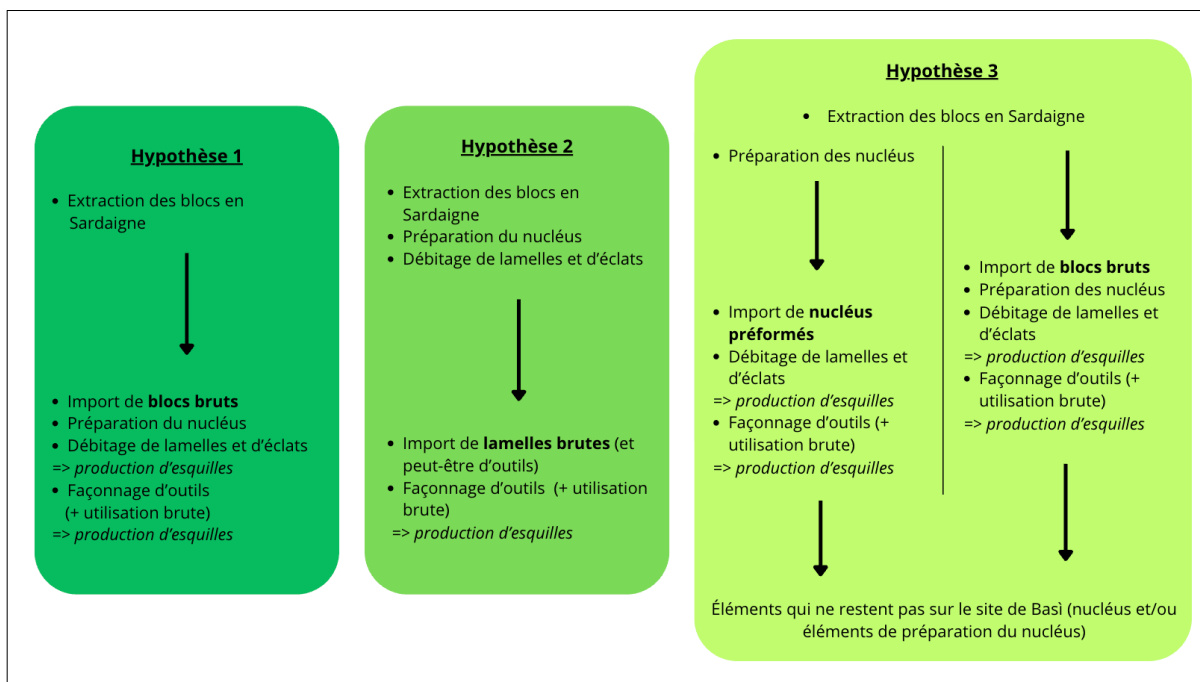 Hypothèse 1
• Extraction des blocs en
Sardaigne
• Import de blocs bruts
• Préparation du nucléus
• Débitage de lamelles et d’éclats
=> production d’esquilles
• Façonnage d’outils
(+ utilisation brute)
=> production d’esquilles
Hypothèse 2
• Extraction des blocs en
Sardaigne
• Préparation du nucléus
• Débitage de lamelles et d’éclats
• Import de lamelles brutes (et
peut-être d’outils)
• Façonnage d’outils (+ utilisation
brute)
=> production d’esquilles
Hypothèse 3
• Extraction des blocs en Sardaigne
• Préparation des nucléus
• Import de nucléus
préformés
• Débitage de lamelles et
d’éclats
=> production d’esquilles
• Façonnage d’outils (+
utilisation brute)
=> production d’esquilles
• Import de blocs bruts
• Préparation des nucléus
• Débitage de lamelles et
d’éclats
=> production d’esquilles
• Façonnage d’outils (+
utilisation brute)
=> production d’esquilles
Éléments qui ne restent pas sur le site de Basì (nucléus et/ou
éléments de préparation du nucléus)